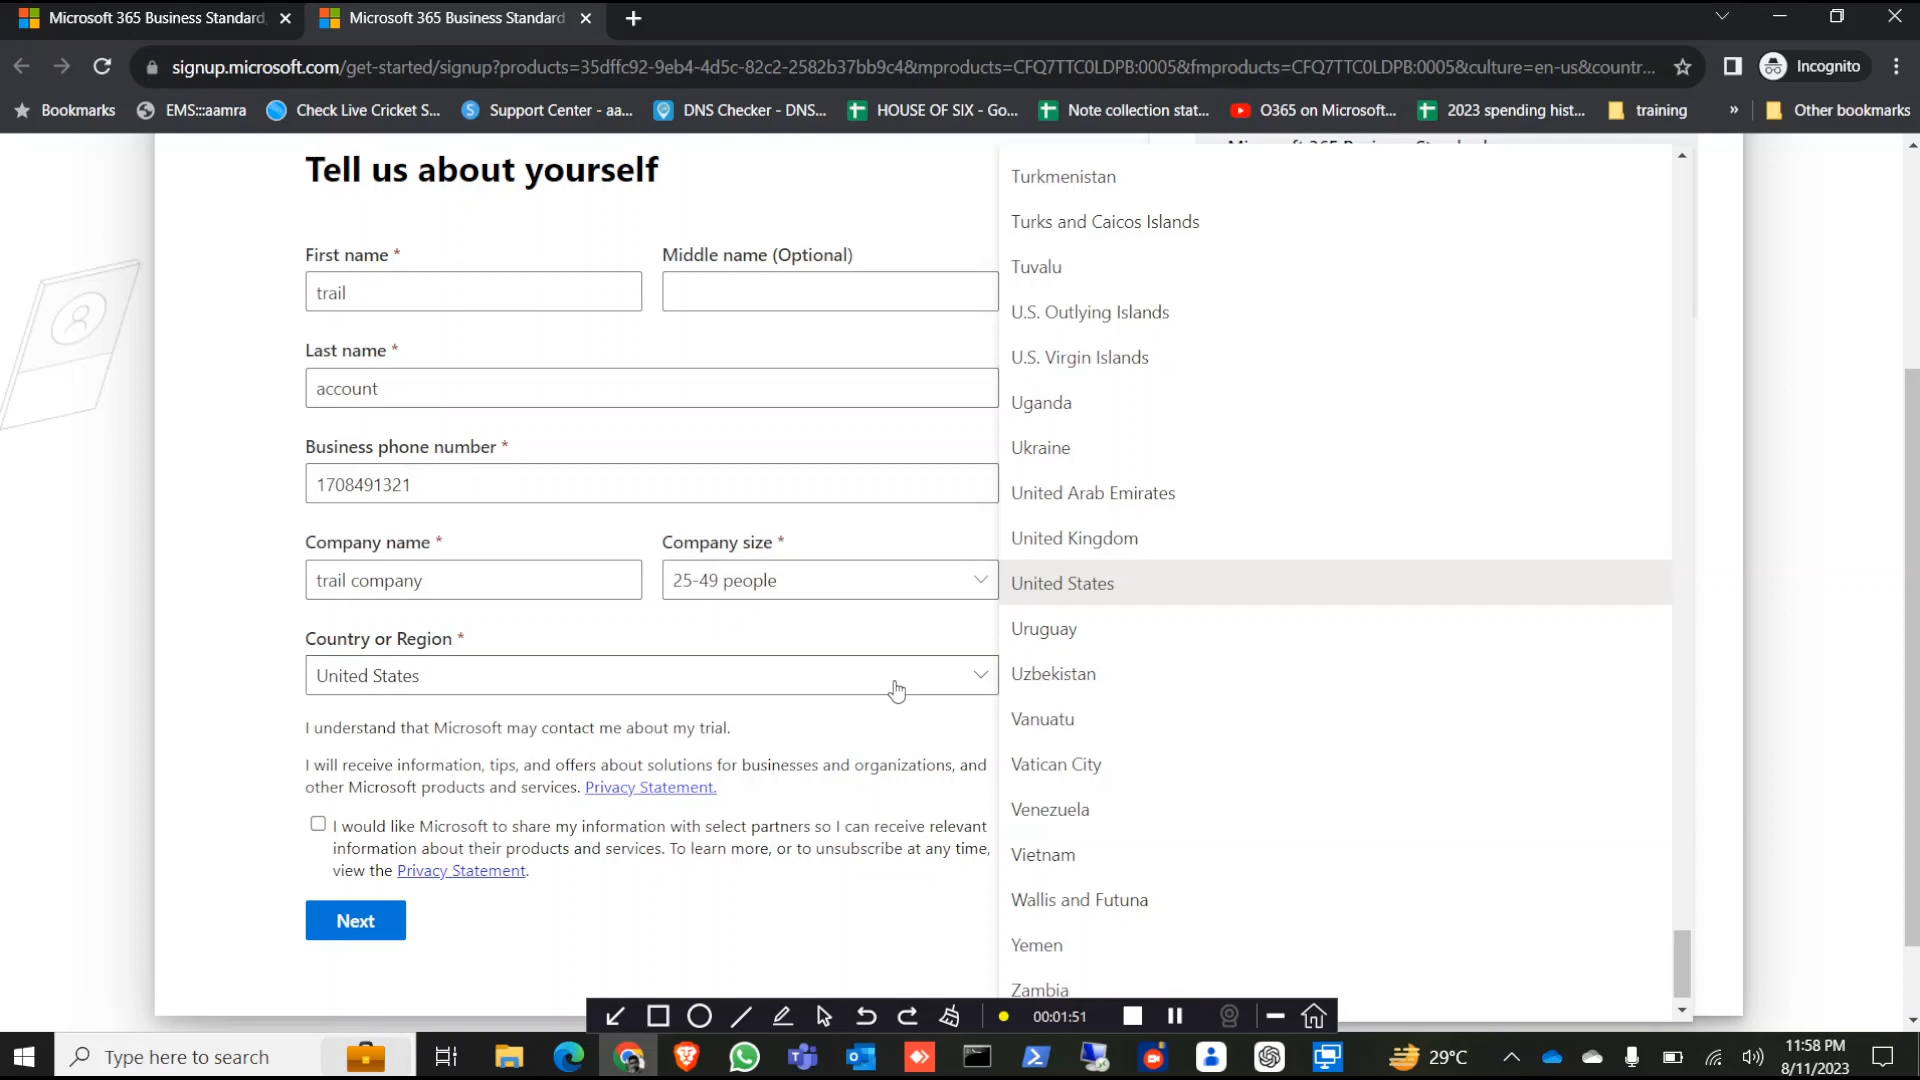 Microsoft 365 Business Standard,
Microsoft 365 Business Standard
signup.microsoft.com/get-started/signup?products=35dffc92-9eb4-4d5c-82c2-2582b37bb9c4&mproducts=CFQ7TTC0LDPB:0005&fmproducts=CFQ7TTC0LDPB:0005&culture=en-us&countr...
Incognito
Bookmarks
EMS:::aamra
Check Live Cricket S...
Support Center - aa...
DNS Checker - DNS...
HOUSE OF SIX - Go...
Note collection stat...
O365 on Microsoft...
2023 spending hist...
training
»
Other bookmarks
Tell us about yourself
First name *
Middle name (Optional)
trail
Last name *
account
Business phone number *
1708491321
Company name *
Company size *
trail company
25-49 people
Country or Region *
United States
I understand that Microsoft may contact me about my trial.
I will receive information, tips, and offers about solutions for businesses and organizations, and
other Microsoft products and services. Privacy Statement.
I would like Microsoft to share my information with select partners so I can receive relevant
information about their products and services. To learn more, or to unsubscribe at any time,
view the Privacy Statement.
Next
Turkmenistan
Turks and Caicos Islands
Tuvalu
U.S. Outlying Islands
U.S. Virgin Islands
Uganda
Ukraine
United Arab Emirates
United Kingdom
United States
Uruguay
Uzbekistan
Vanuatu
Vatican City
Venezuela
Vietnam
Wallis and Futuna
Yemen
Zambia
00:01:51
Type here to search
29°C
11:58 PM
8/11/2023